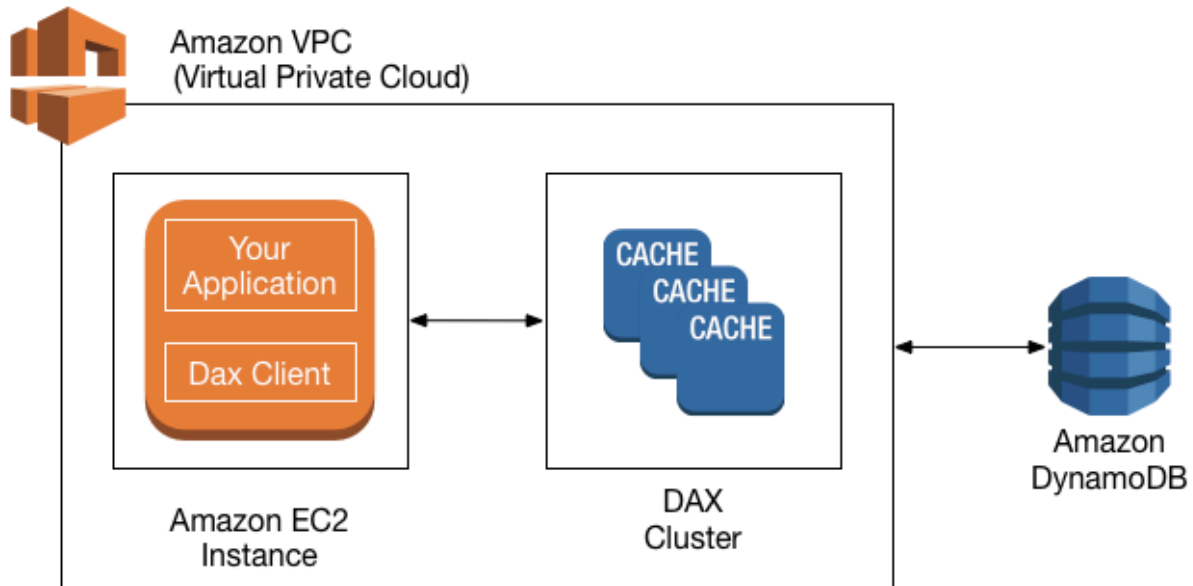 Amazon VPC
(Virtual Private Cloud)
Your
Application
Dax Client
CACHE
CACHE
CACHE
Amazon EC2
Instance
DAX
Cluster
Amazon
DynamoDB